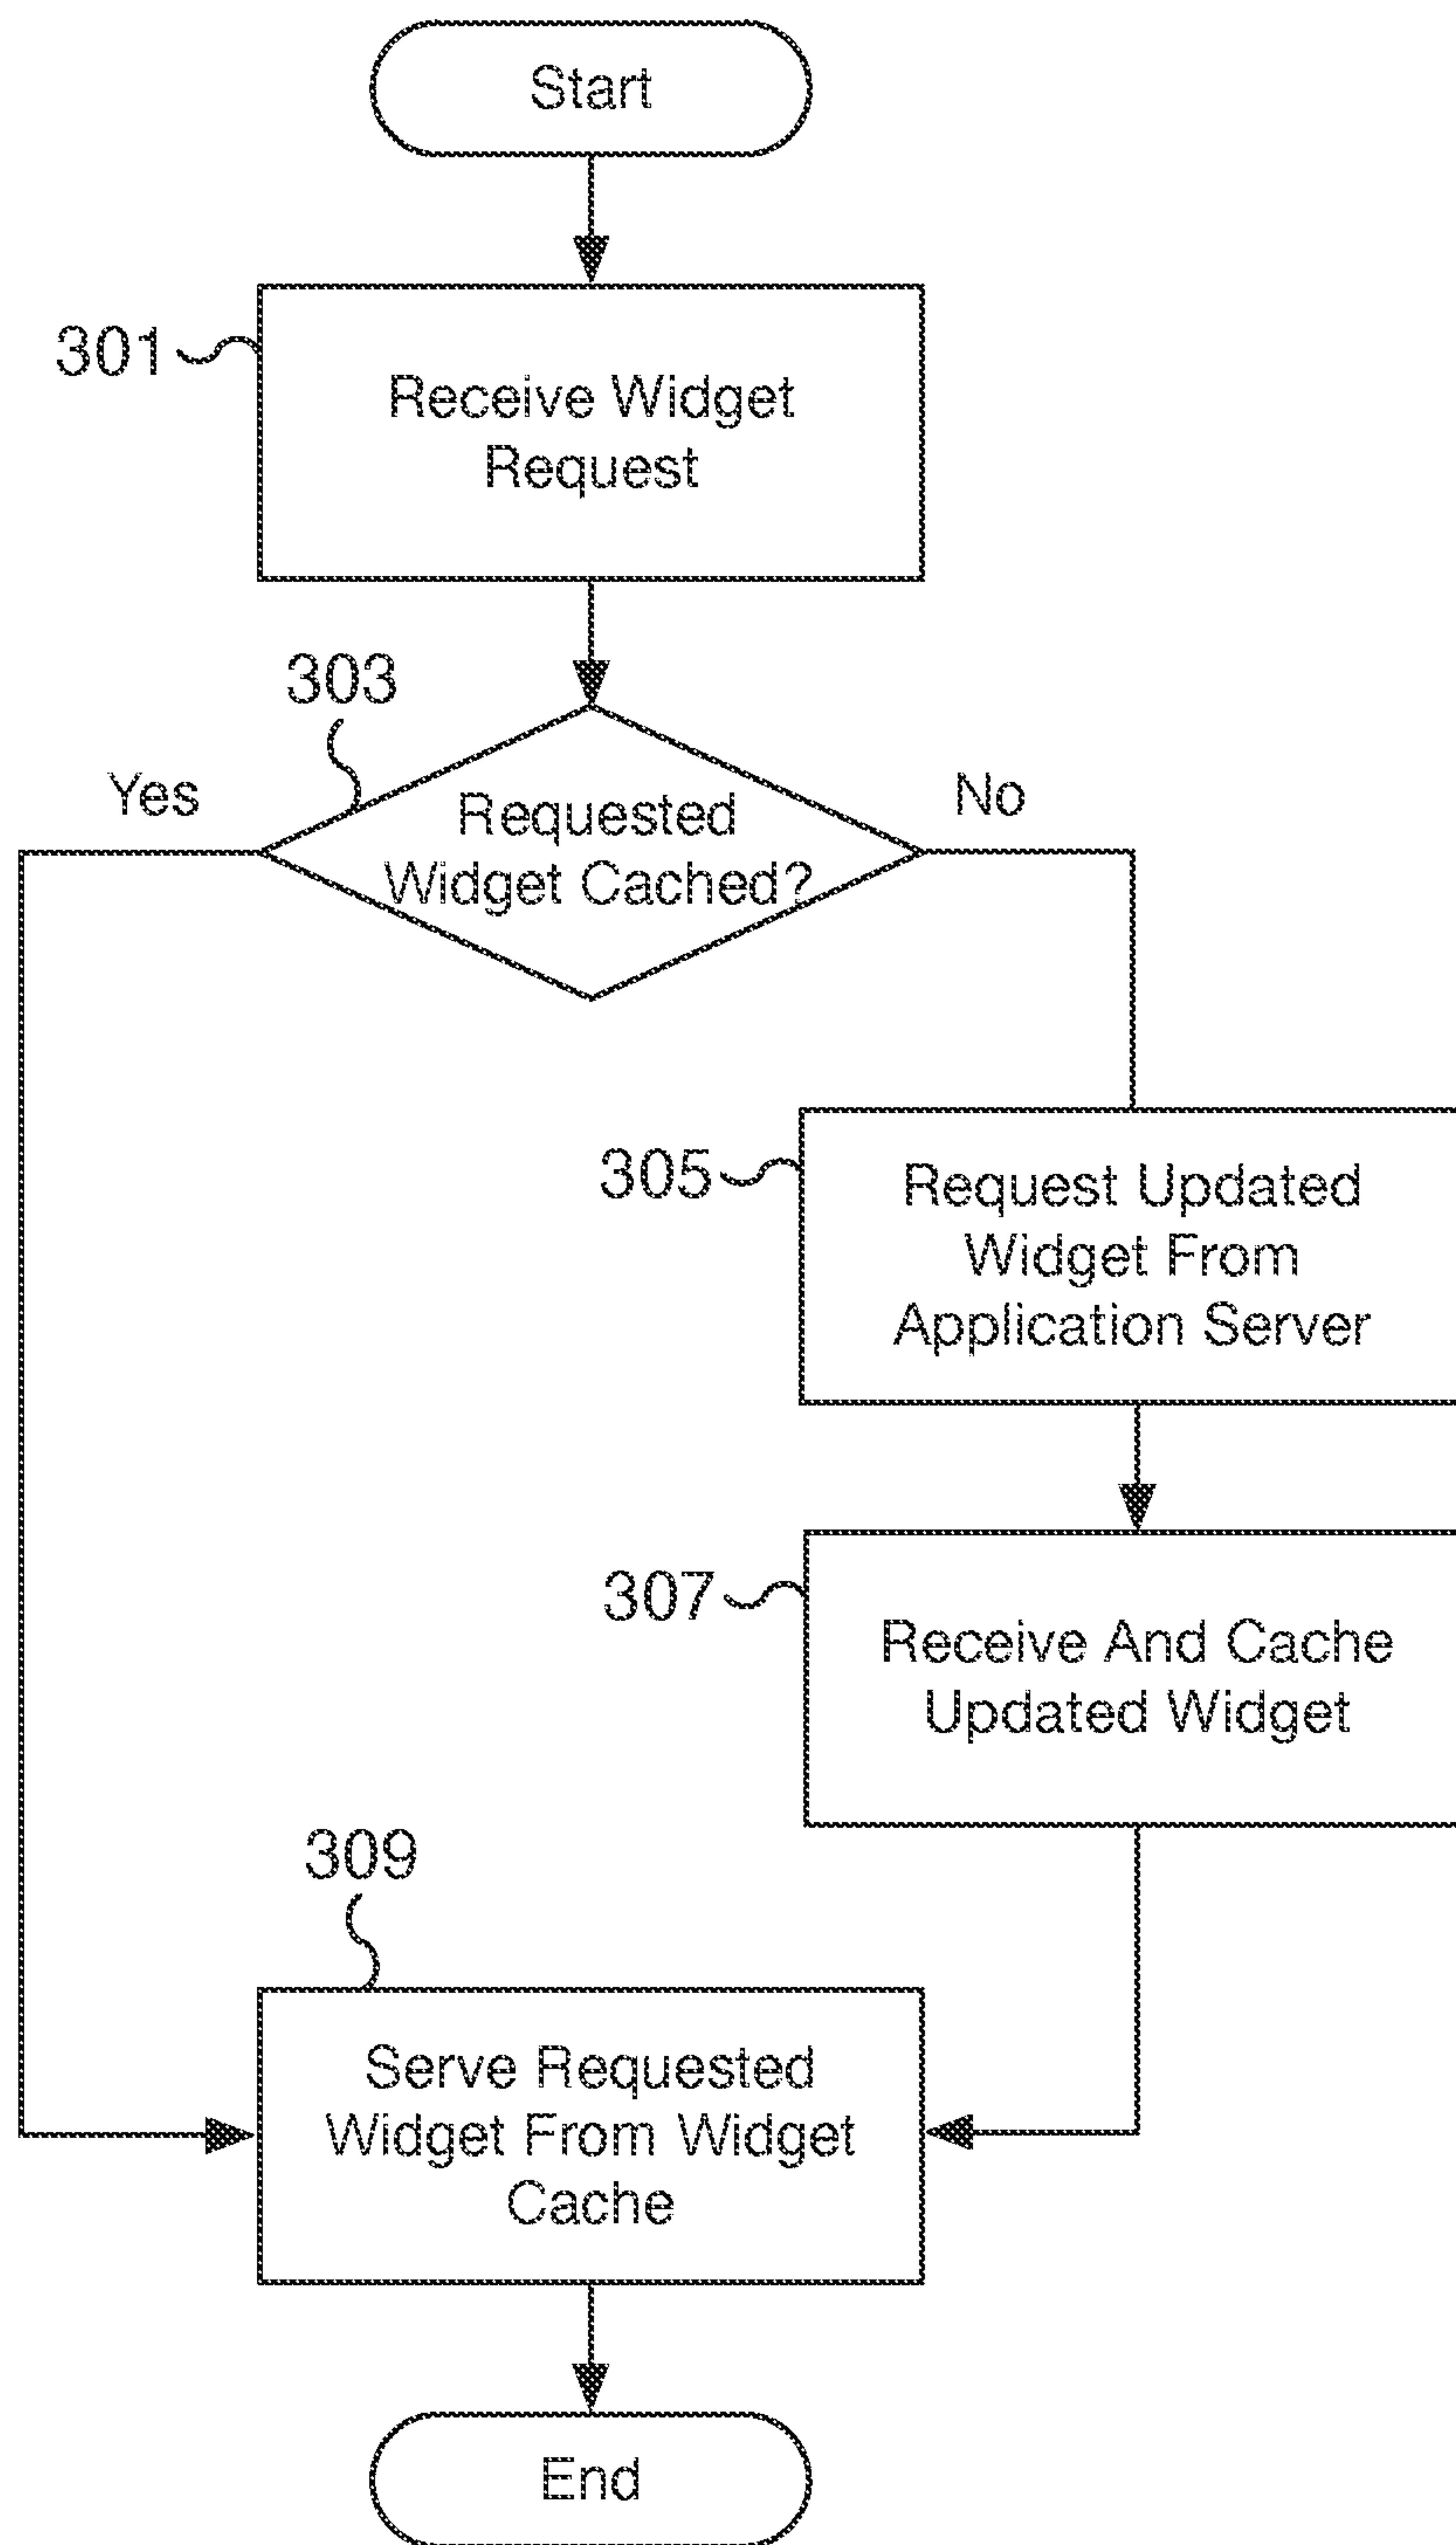 Start
301
Receive Widget
Request
303
Yes
No
Requested
Widget Cached?
305
Request Updated
Widget From
Application Server
307
Receive And Cache
Updated Widget
309
Serve Requested
Widget From Widget
Cache
End